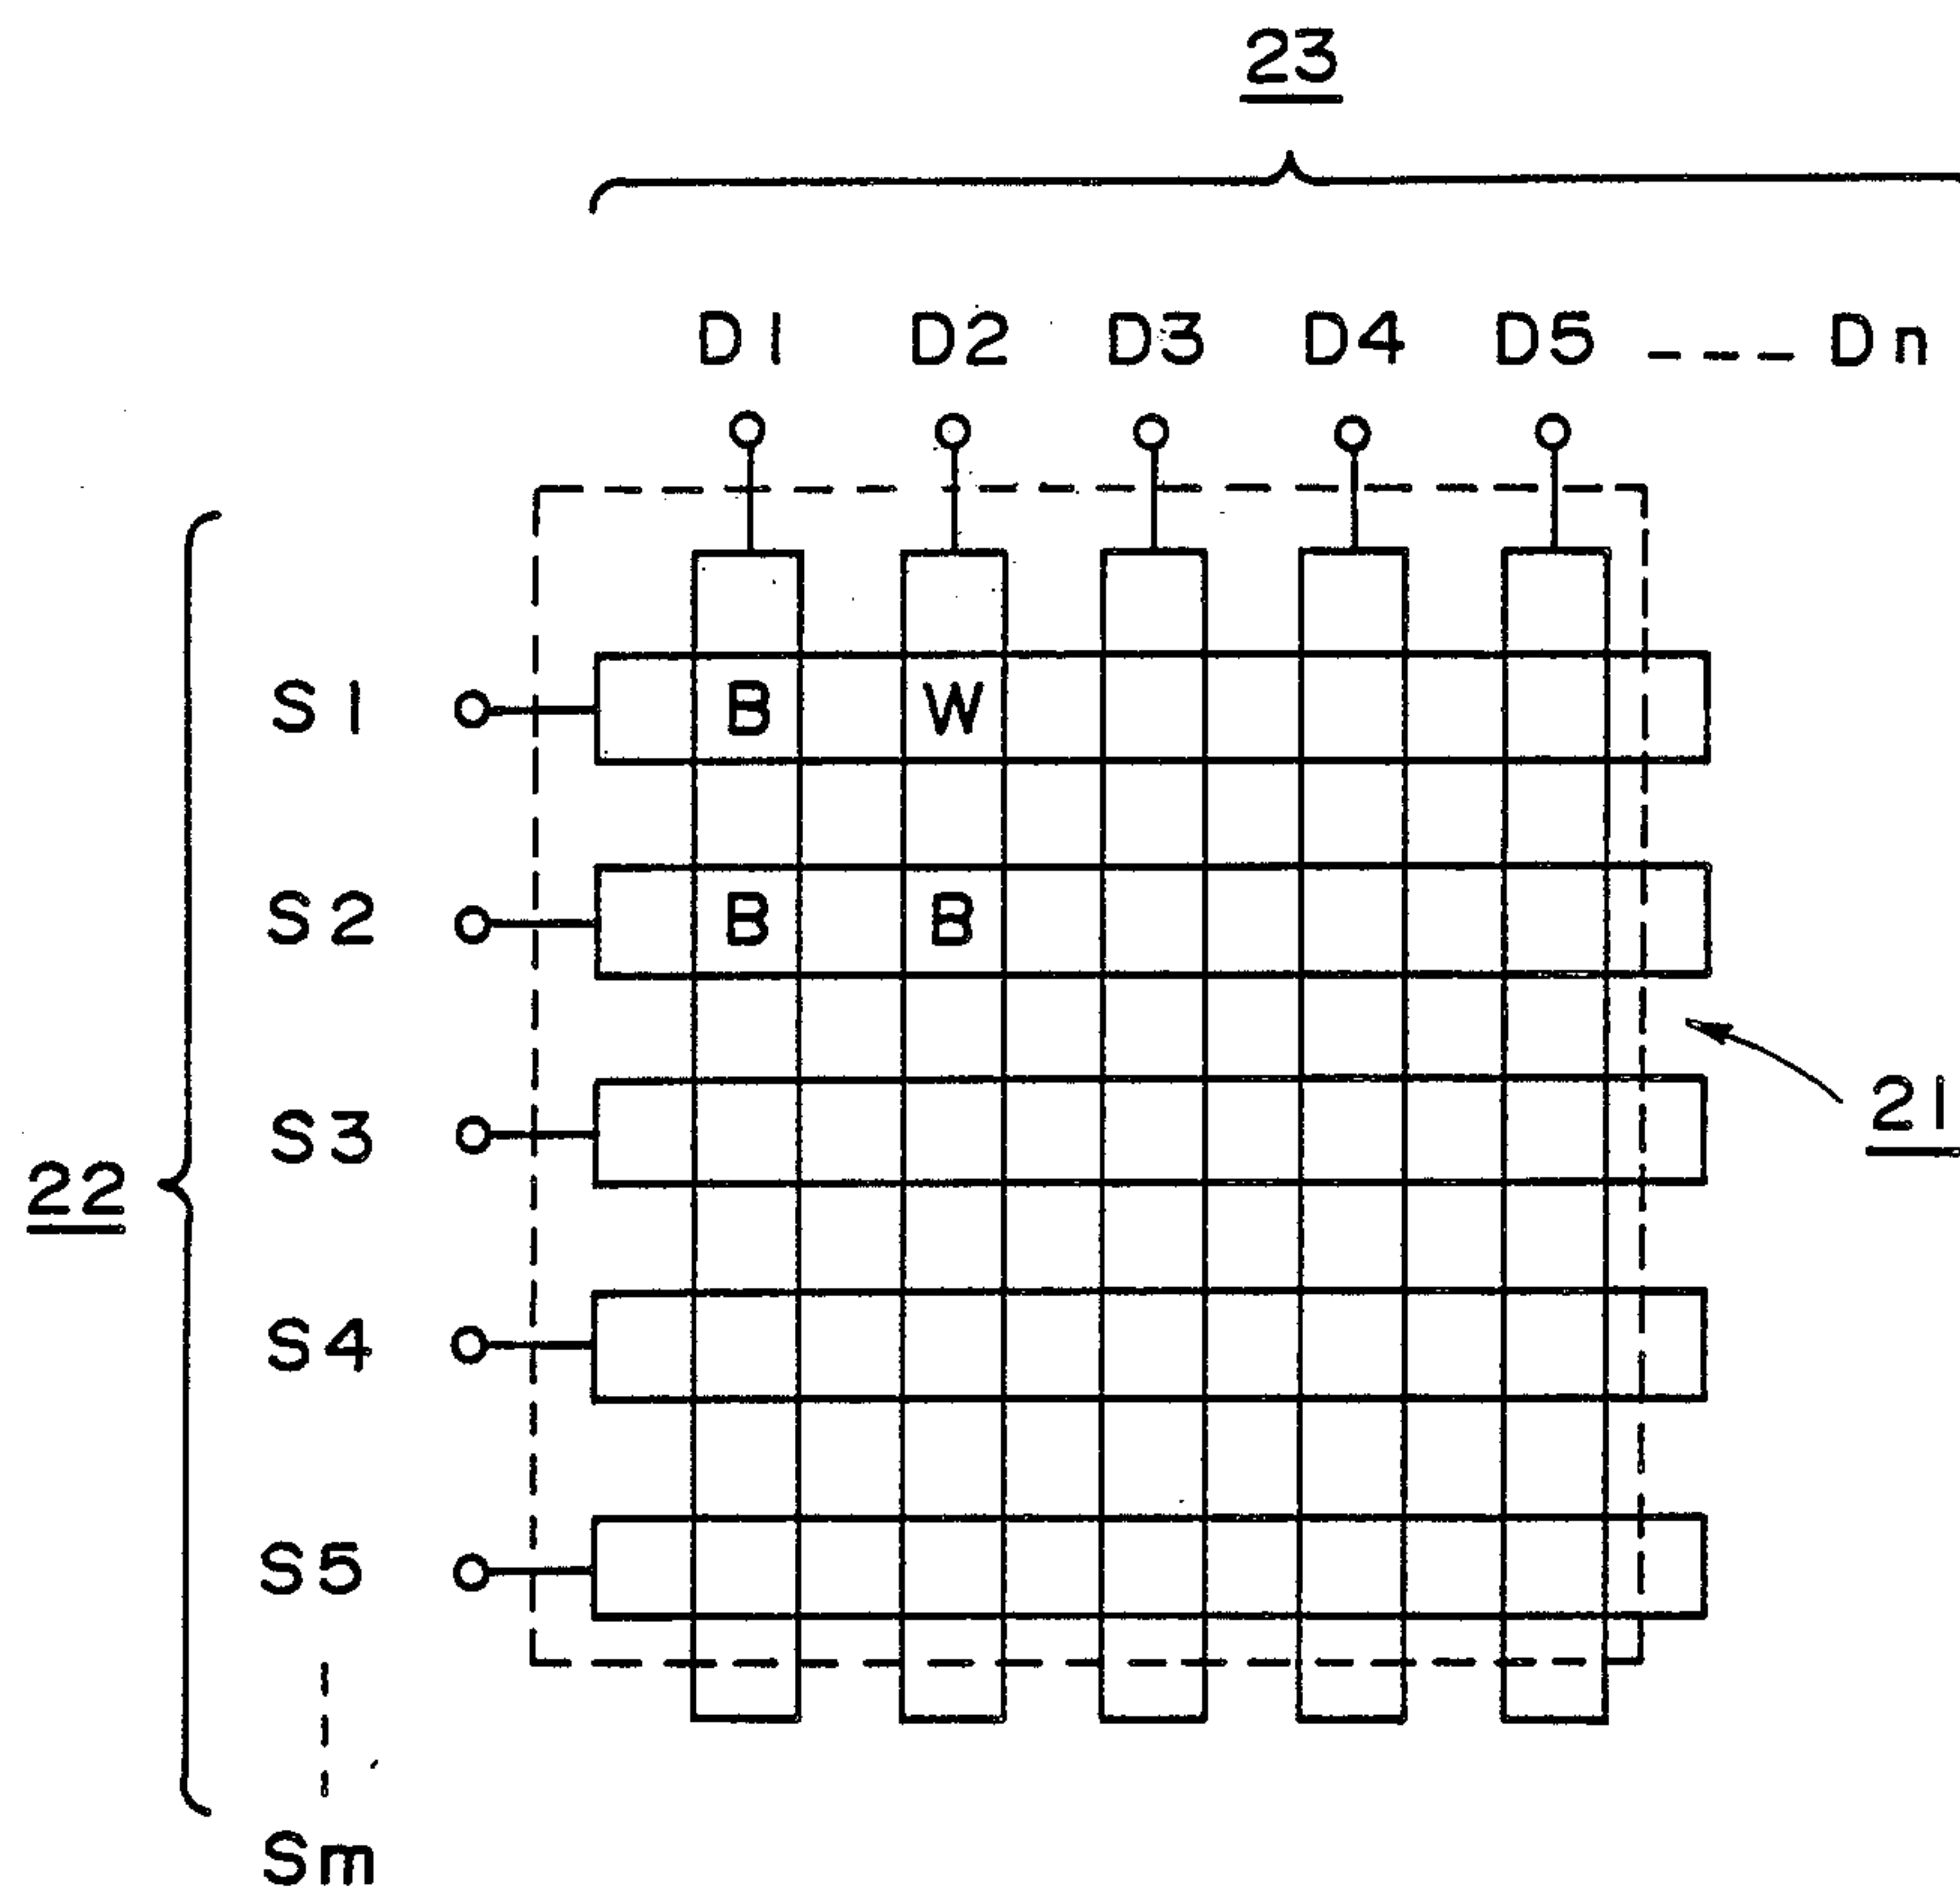 23
D1 D2 D3 D4 D5 --- Dn
S1 B W
S2 B B
21
S3
22
S4
S5
Sm